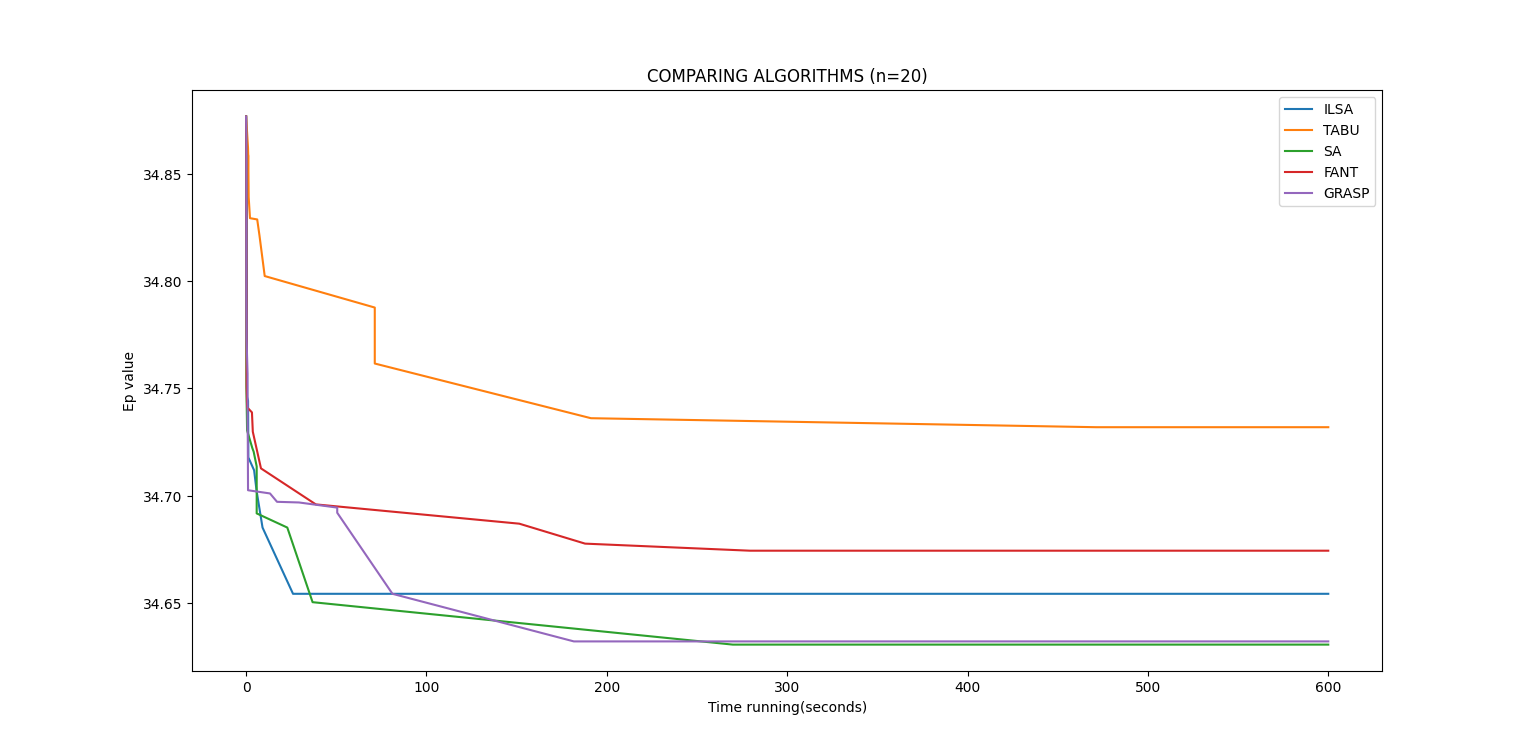 COMPARING ALGORITHMS (n=20)
ILSA
TABU
SA
FANT
GRASP
34.85
34.80
34.75
34.70
34.65
Ep value
0 100 200 300 400 500 600
Time running(seconds)